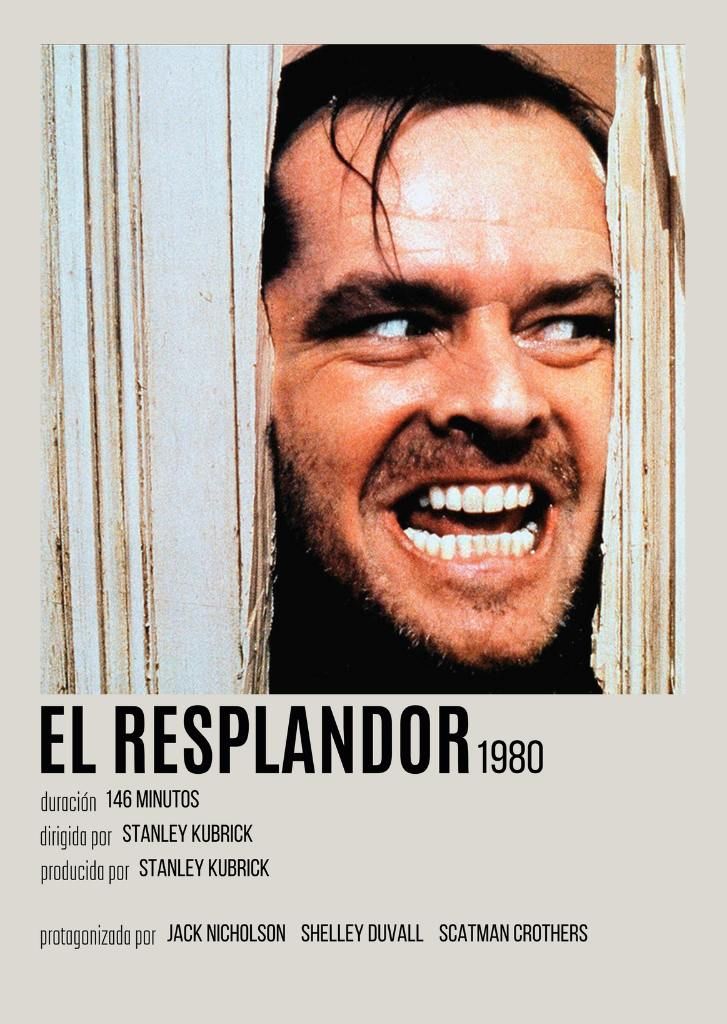 EL RESPLANDOR 1980
duración 146 MINUTOS
dirigida por STANLEY KUBRICK
producida por STANLEY KUBRICK
protagonizada por JACK NICHOLSON SHELLEY DUVALL SCATMAN CROTHERS